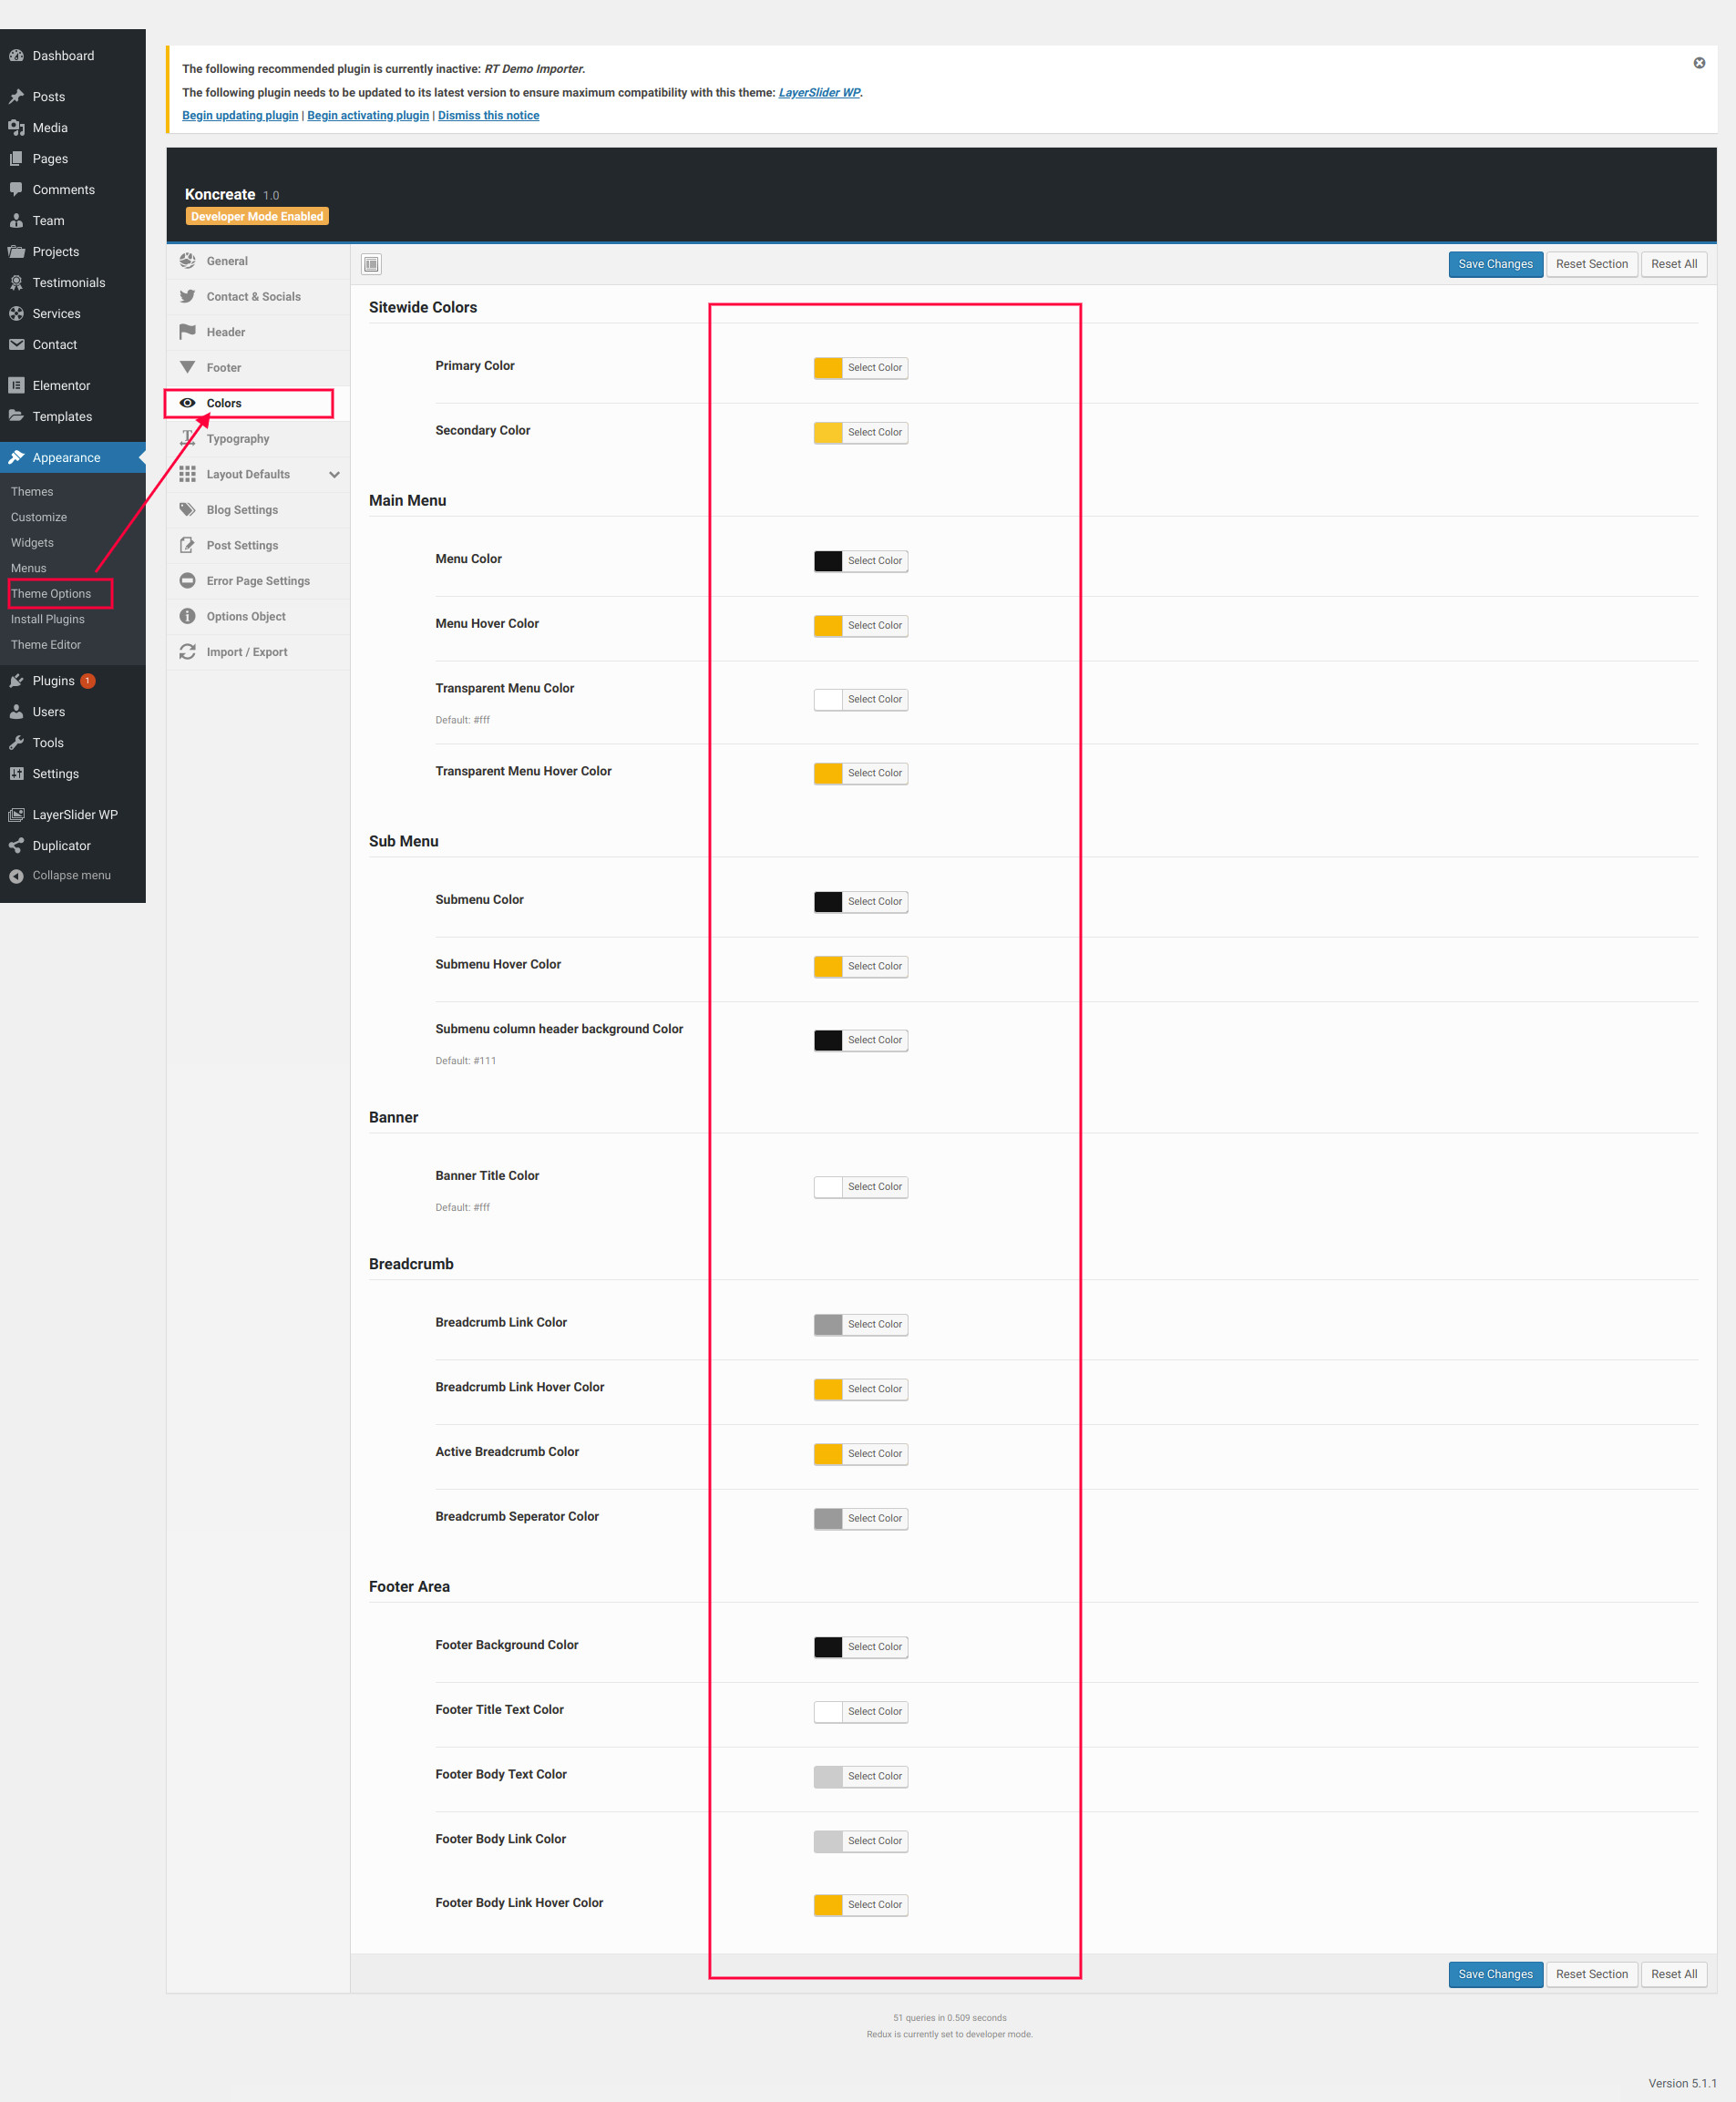 Dashboard
Posts
Media
Pages
Comments
Team
Projects
Testimonials
Services
Contact
Elementor
Templates
Appearance
Themes
Customize
Widgets
Menus
Theme Options
Install Plugins
Theme Editor
Plugins 1
Users
Tools
Settings
LayerSlider WP
Duplicator
Collapse menu
The following recommended plugin is currently inactive: RT Demo Importer.
The following plugin needs to be updated to its latest version to ensure maximum compatibility with this theme: LayerSlider WP.
Begin updating plugin | Begin activating plugin | Dismiss this notice
Koncreate 1.0
Developer Mode Enabled
General
Contact & Socials
Header
Footer
Colors
Typography
Layout Defaults
Blog Settings
Post Settings
Error Page Settings
Options Object
Import / Export
Save Changes Reset Section Reset All
Sitewide Colors
Primary Color Select Color
Secondary Color Select Color
Main Menu
Menu Color Select Color
Menu Hover Color Select Color
Transparent Menu Color Select Color
Default: #fff
Transparent Menu Hover Color Select Color
Sub Menu
Submenu Color Select Color
Submenu Hover Color Select Color
Submenu column header background Color Select Color
Default: #111
Banner
Banner Title Color Select Color
Default: #fff
Breadcrumb
Breadcrumb Link Color Select Color
Breadcrumb Link Hover Color Select Color
Active Breadcrumb Color Select Color
Breadcrumb Seperator Color Select Color
Footer Area
Footer Background Color Select Color
Footer Title Text Color Select Color
Footer Body Text Color Select Color
Footer Body Link Color Select Color
Footer Body Link Hover Color Select Color
Save Changes Reset Section Reset All
51 queries in 0.509 seconds
Redux is currently set to developer mode.
Version 5.1.1